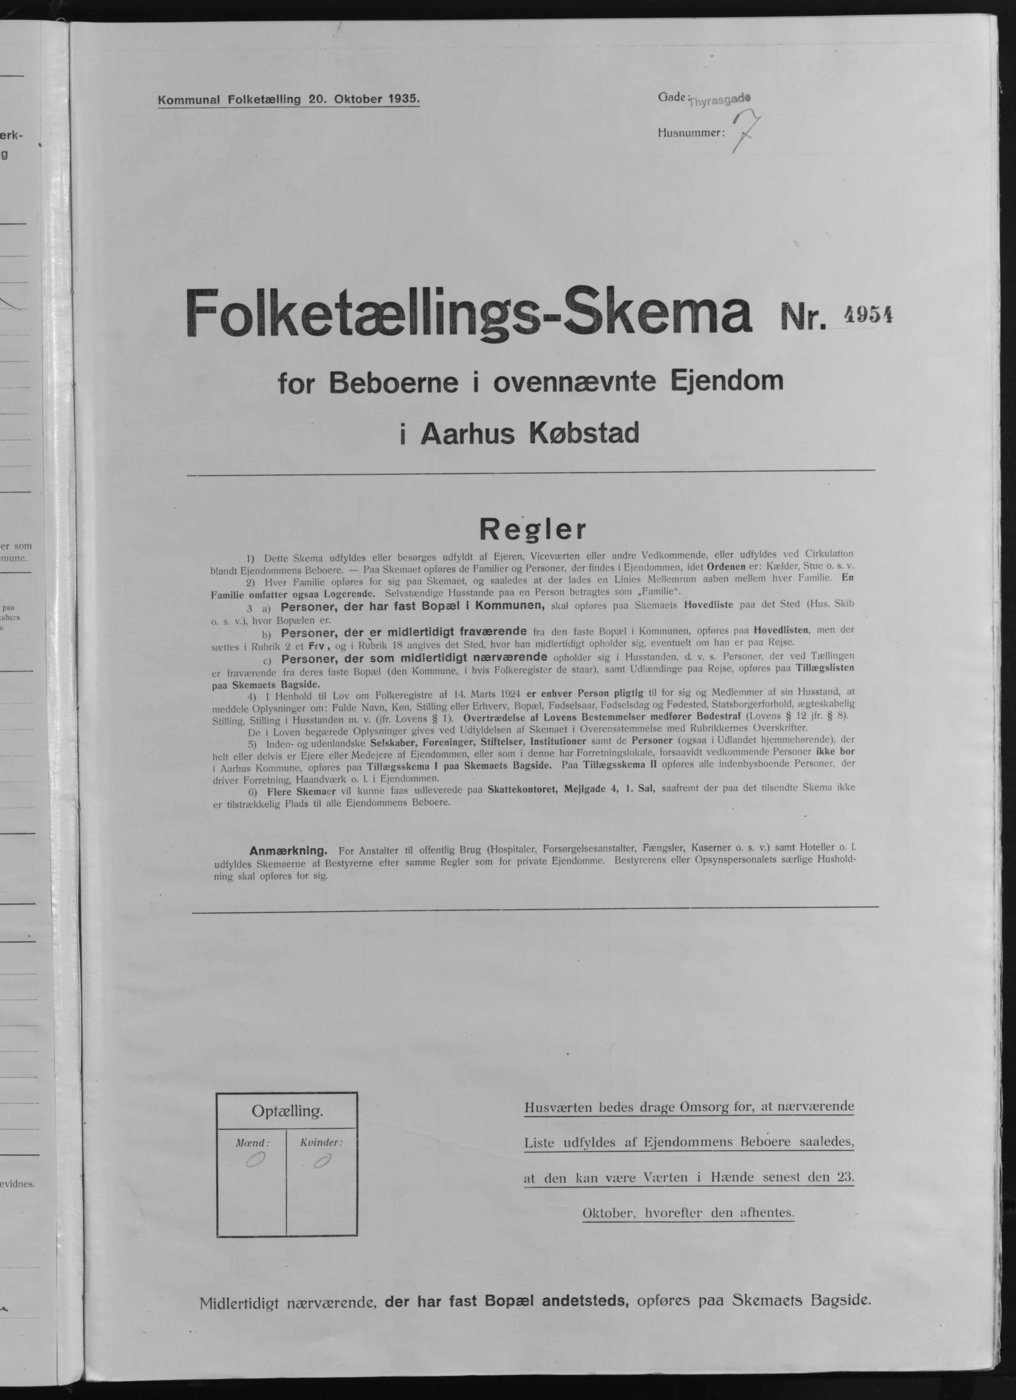 Kommunal Folketælling 20. Oktober 1935.
Gade: Thyrasgade
Husnummer: 7
Folketællings-Skema Nr. 4954
for Beboerne i ovennævnte Ejendom
i Aarhus Købstad
Regler
1) Dette Skema udfyldes eller besørges udfyldt af Ejeren, Viceværten eller andre Vedkommende, eller udfyldes ved Cirkulation
blandt Ejendommens Beboere. — Paa Skemaet opføres de Familier og Personer, der findes i Ejendommen, idet Ordenen er: Kælder, Stue o. s. v.
2) Hver Familie opføres for sig paa Skemaet, og saaledes at der lades en Linies Mellemrum aaben mellem hver Familie. En
Familie omfatter ogsaa Logerende. Selvstændige Husstande paa en Person betragtes som „Familie“.
3 a) Personer, der har fast Bopæl i Kommunen, skal opføres paa Skemaets Hovedliste paa det Sted (Hus, Skib
o. s. v.), hvor Bopælen er.
b) Personer, der er midlertidigt fraværende fra den faste Bopæl i Kommunen, opføres paa Hovedlisten, men der
sættes i Rubrik 2 et Frv, og i Rubrik 18 angives det Sted, hvor han midlertidigt opholder sig, eventuelt om han er paa Rejse.
c) Personer, der som midlertidigt nærværende opholder sig i Husstanden, d. v. s. Personer, der ved Tællingen
er fraværende fra deres faste Bopæl (den Kommune, i hvis Folkeregister de staar), samt Udlændinge paa Rejse, opføres paa Tillægslisten
paa Skemaets Bagside.
4) I Henhold til Lov om Folkeregistre af 14. Marts 1924 er enhver Person pligtig til for sig og Medlemmer af sin Husstand, at
meddele Oplysninger om: Fulde Navn, Køn, Stilling eller Erhverv, Bopæl, Fødselsaar, Fødselsdag og Fødested, Statsborgerforhold, ægteskabelig
Stilling, Stilling i Husstanden m. v. (jfr. Lovens § 1). Overtrædelse af Lovens Bestemmelser medfører Bødestraf (Lovens § 12 jfr. § 8).
De i Loven begærede Oplysninger gives ved Udfyldelsen af Skemaet i Overensstemmelse med Rubrikkernes Overskrifter.
5) Inden- og udenlandske Selskaber, Foreninger, Stiftelser, Institutioner samt de Personer (ogsaa i Udlandet hjemmehørende), der
helt eller delvis er Ejere eller Medejere af Ejendommen, eller som i denne har Forretningslokale, forsaavidt vedkommende Personer ikke bor
i Aarhus Kommune, opføres paa Tillægsskema I paa Skemaets Bagside. Paa Tillægsskema II opføres alle indenbysboende Personer, der
driver Forretning, Haandværk o. l. i Ejendommen.
6) Flere Skemaer vil kunne faas udleverede paa Skattekontoret, Mejlgade 4, 1. Sal, saafremt der paa det tilsendte Skema ikke
er tilstrækkelig Plads til alle Ejendommens Beboere.
Anmærkning. For Anstalter til offentlig Brug (Hospitaler, Forsørgelsesanstalter, Fængsler, Kaserner o. s. v.) samt Hoteller o. l.
udfyldes Skemaerne af Bestyrerne efter samme Regler som for private Ejendomme. Bestyrerens eller Opsynspersonalets særlige Hushold-
ning skal opføres for sig.
Optælling.
Mænd: Kvinder:
0 0
Husværten bedes drage Omsorg for, at nærværende
Liste udfyldes af Ejendommens Beboere saaledes,
at den kan være Værten i Hænde senest den 23.
Oktober, hvorefter den afhentes.
Midlertidigt nærværende, der har fast Bopæl andetsteds, opføres paa Skemaets Bagside.